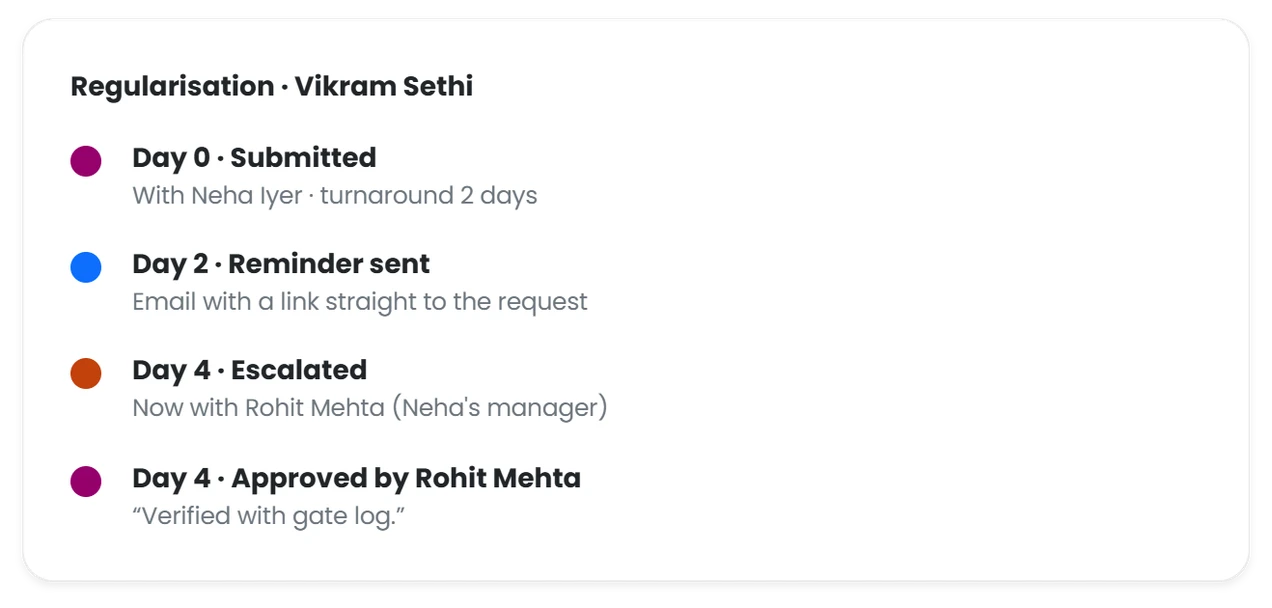 Regularisation · Vikram Sethi
Day 0 · Submitted
With Neha Iyer · turnaround 2 days
Day 2 · Reminder sent
Email with a link straight to the request
Day 4 · Escalated
Now with Rohit Mehta (Neha's manager)
Day 4 · Approved by Rohit Mehta
“Verified with gate log.”